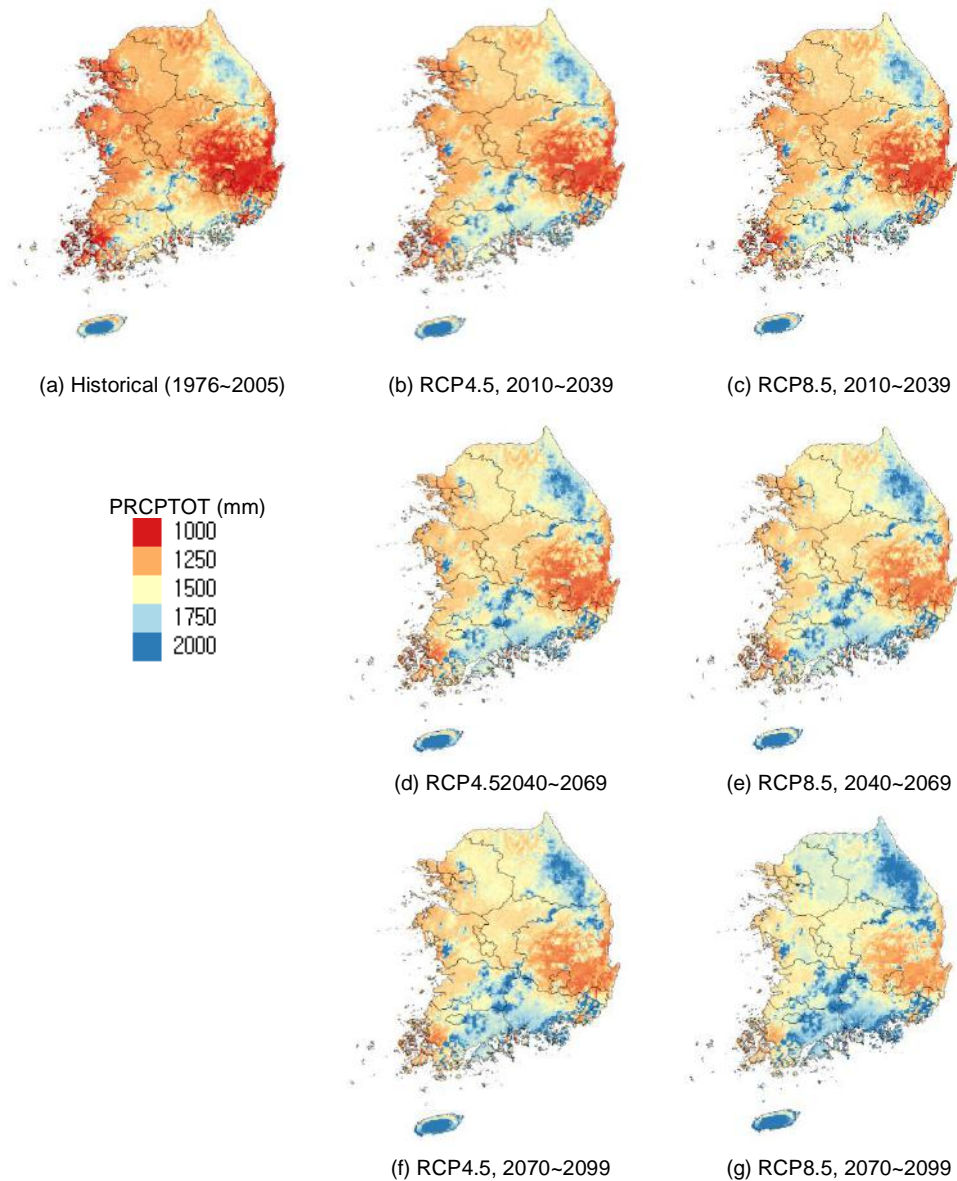 (a) Historical (1976~2005)
(b) RCP4.5, 2010~2039
(c) RCP8.5, 2010~2039
PRCPTOT (mm)
1000
1250
1500
1750
2000
(d) RCP4.52040~2069
(e) RCP8.5, 2040~2069
(f) RCP4.5, 2070~2099
(g) RCP8.5, 2070~2099